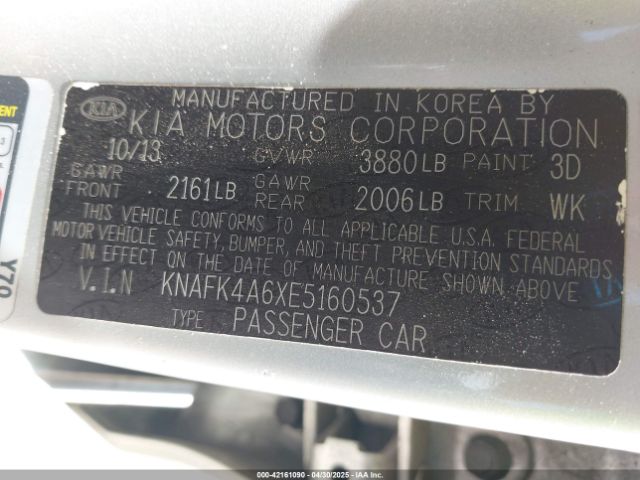 MANUFACTURED IN KOREA BY
KIA
KIA MOTORS CORPORATION
10/13 GVWR 3880LB PAINT 3D
GAWR FRONT 2161LB GAWR REAR 2006LB TRIM WK
THIS VEHICLE CONFORMS TO ALL APPLICABLE U.S.A. FEDERAL
MOTOR VEHICLE SAFETY, BUMPER, AND THEFT PREVENTION STANDARDS
IN EFFECT ON THE DATE OF MANUFACTURE SHOWN ABOVE
V.I.N KNAFK4A6XE5160537
TYPE : PASSENGER CAR
000-42161090 - 04/30/2025 -